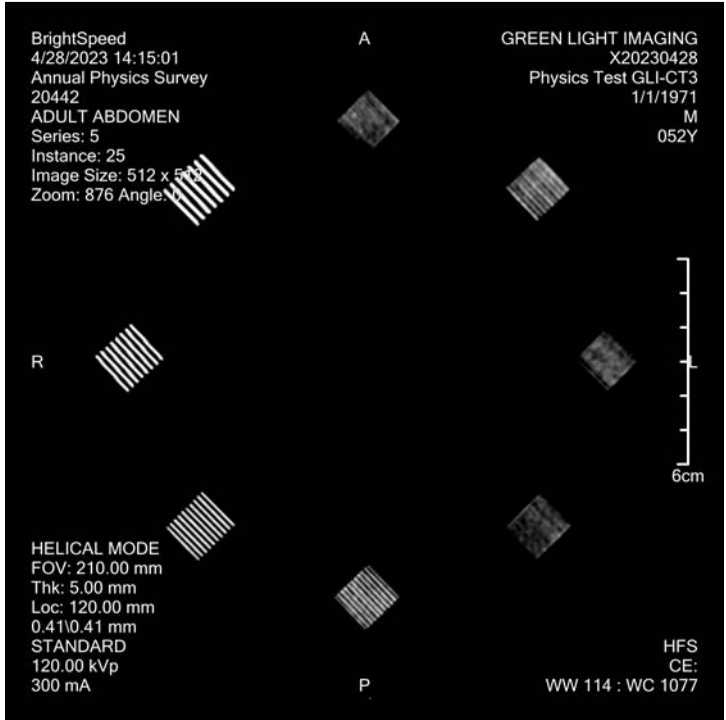 BrightSpeed
4/28/2023 14:15:01
Annual Physics Survey
20442
ADULT ABDOMEN
Series: 5
Instance: 25
Image Size: 512 x 512
Zoom: 876 Angle: 0
A
GREEN LIGHT IMAGING
X20230428
Physics Test GLI-CT3
1/1/1971
M
052Y
R
L
6cm
HELICAL MODE
FOV: 210.00 mm
Thk: 5.00 mm
Loc: 120.00 mm
0.41\0.41 mm
STANDARD
120.00 kVp
300 mA
P
HFS
CE:
WW 114 : WC 1077